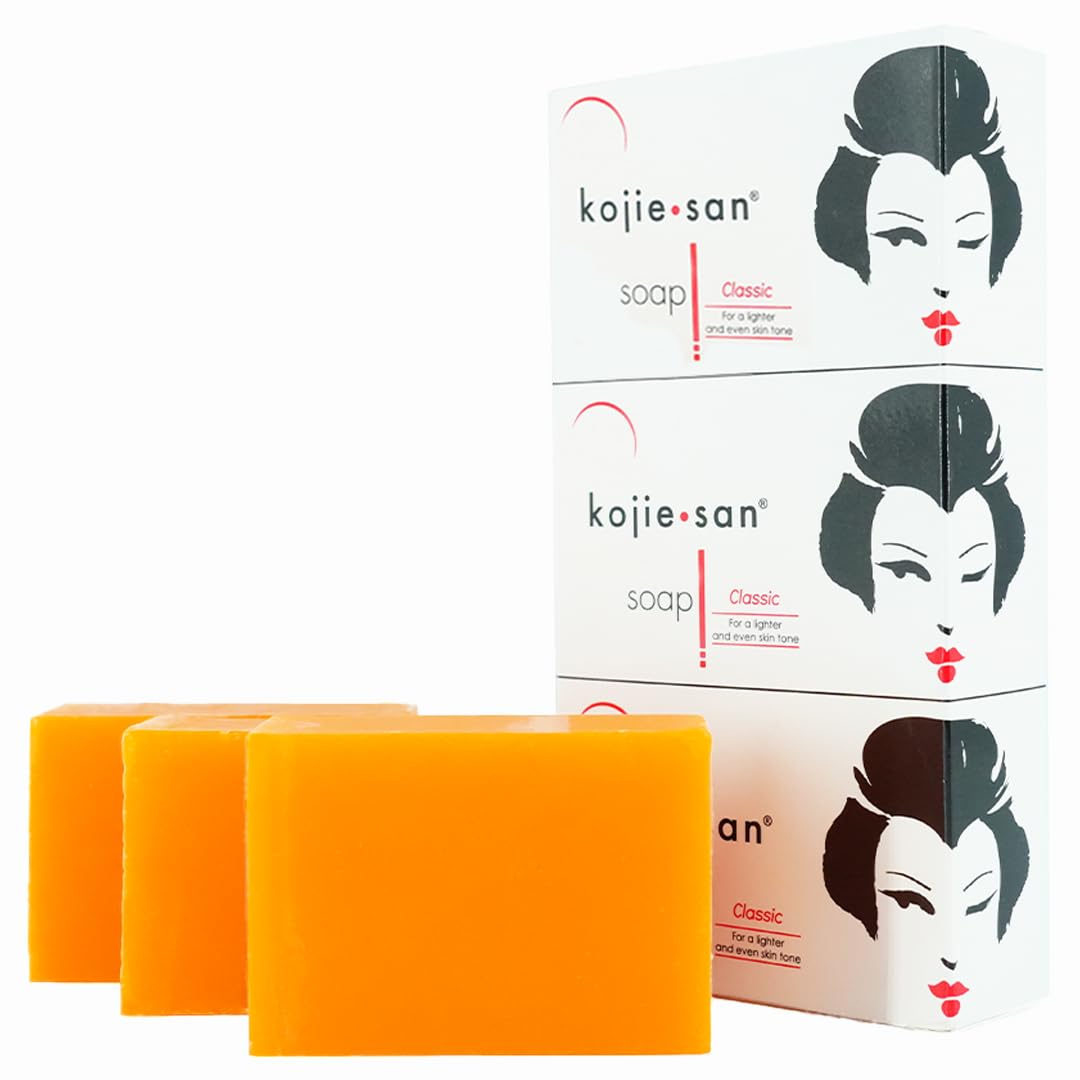 kojie•san®
soap
Classic
For a lighter
and even skin tone
kojie•san®
soap
Classic
For a lighter
and even skin tone
an®
Classic
For a lighter
and even skin tone